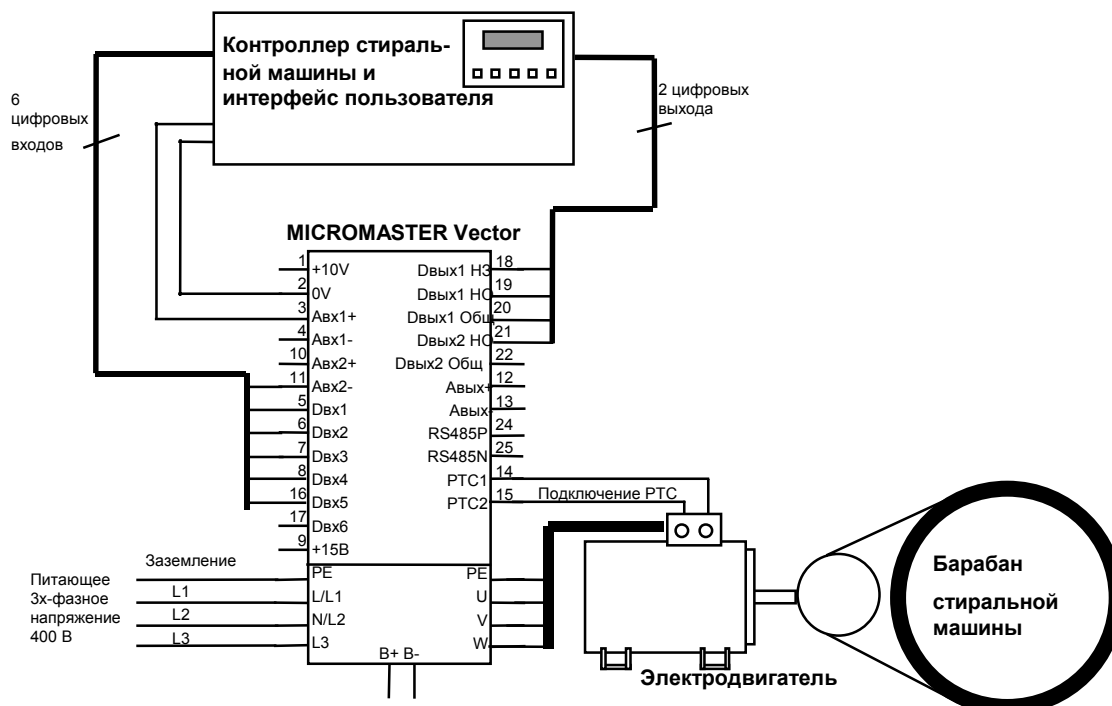 Контроллер стираль-
ной машины и
интерфейс пользователя
6
цифровых
входов
2 цифровых
выхода
MICROMASTER Vector
1 +10V
2 0V
3 Авх1+
4 Авх1-
10 Авх2+
11 Авх2-
5 Dвх1
6 Dвх2
7 Dвх3
8 Dвх4
16 Dвх5
17 Dвх6
9 +15В
Dвых1 НЗ 18
Dвых1 НО 19
Dвых1 Общ 20
Dвых2 НО 21
Dвых2 Общ 22
Авых+ 12
Авых- 13
RS485P 24
RS485N 25
PTC1 14
PTC2 15
Подключение PTC
Заземление
Питающее
3х-фазное
напряжение
400 В
L1
L2
L3
PE
L/L1
N/L2
L3
PE
U
V
W
B+ B-
Электродвигатель
Барабан
стиральной
машины